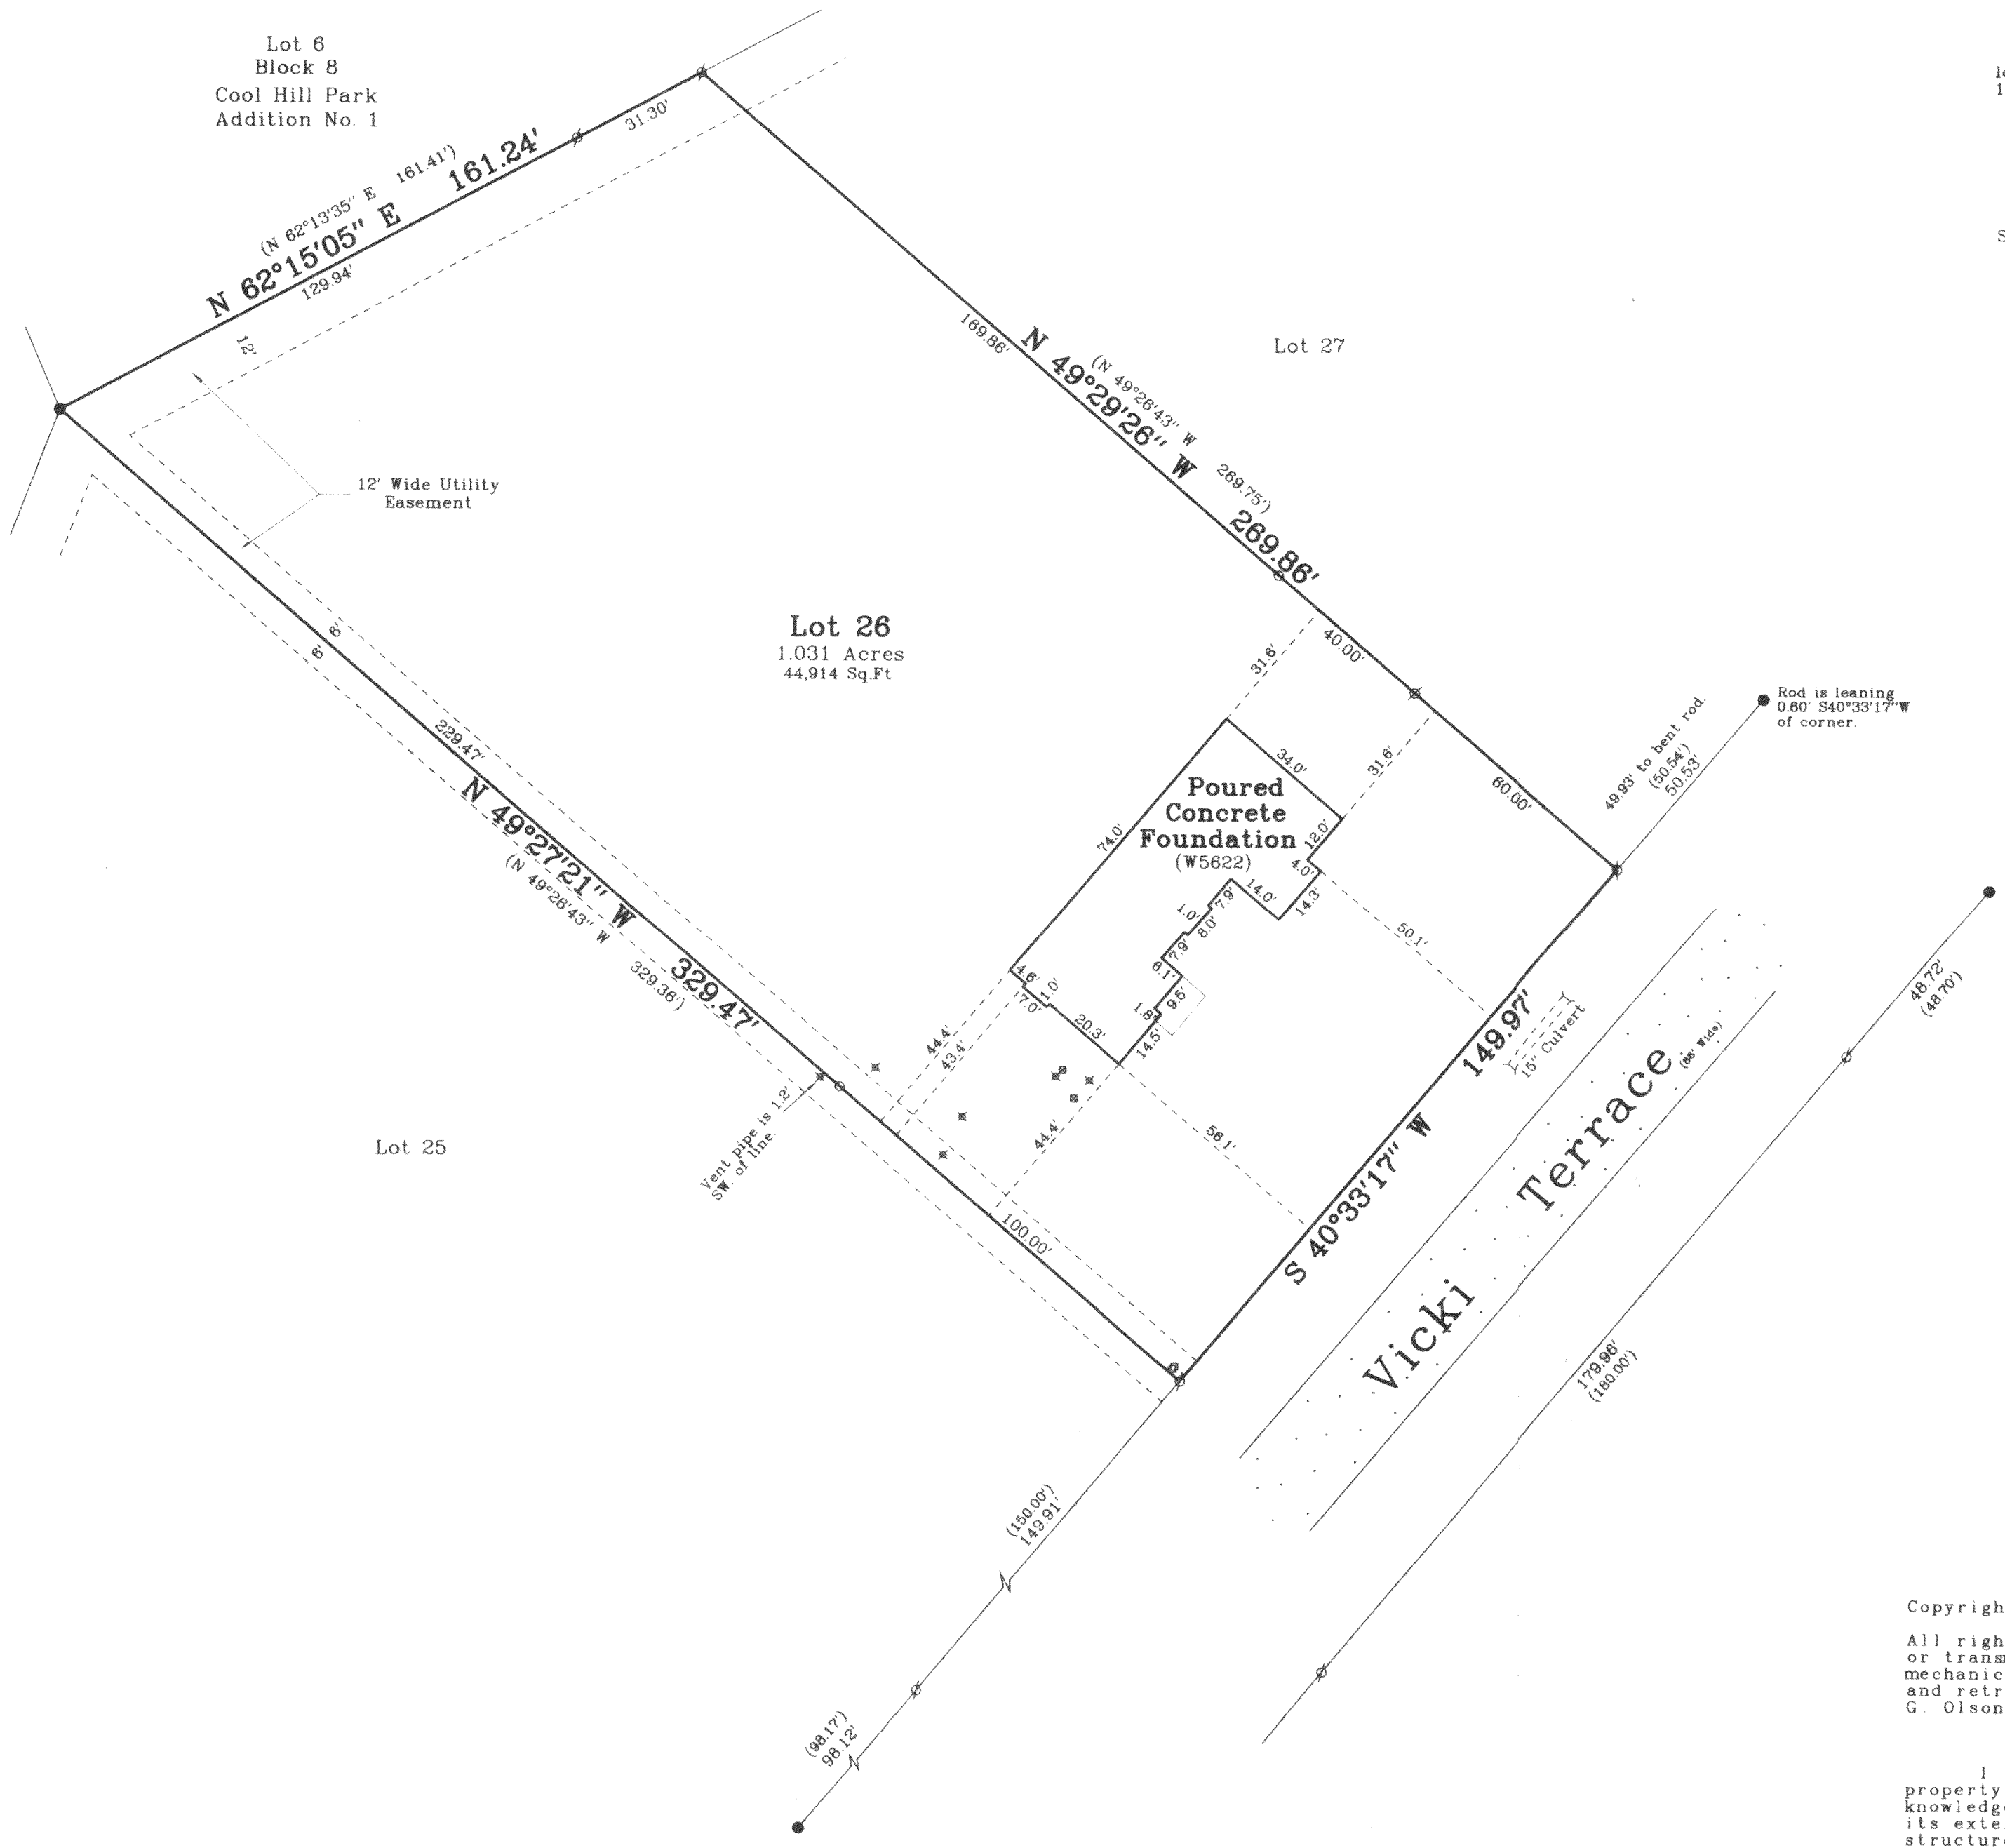 Lot 6
Block 8
Cool Hill Park
Addition No. 1
31.30'
(N 62°13'35" E 161.41')
N 62°15'05" E 161.24'
129.94'
12'
12' Wide Utility
Easement
Lot 27
169.86'
(N 49°26'43" W 269.75')
N 49°29'26" W 269.86'
Lot 26
1.031 Acres
44,914 Sq.Ft.
6'
6'
229.47'
N 49°27'21" W 329.47'
(N 49°26'43" W 329.36')
31.6'
40.00'
31.6'
34.0'
60.00'
49.93' to bent rod.
(50.54')
50.53'
Rod is leaning
0.60' S40°33'17"W
of corner.
Poured
Concrete
Foundation
(W5622)
74.0'
12.0'
4.0'
14.3'
14.0'
7.9'
1.0'
8.0'
7.9'
6.1'
9.5'
1.8'
14.5'
20.3'
1.0'
7.0'
4.6'
50.1'
44.4'
43.4'
44.4'
56.1'
Vent pipe is 1.2'
SW. of line.
100.00'
Lot 25
S 40°33'17" W 149.97'
15" Culvert
Vicki Terrace
(66' Wide)
48.72'
(48.70')
179.96'
(180.00')
(150.00')
149.91'
(98.17')
98.12'
1
S
Copyrigh
All righ
or trans
mechanic
and retr
G. Olson
I
property
knowledg
its exte
structur